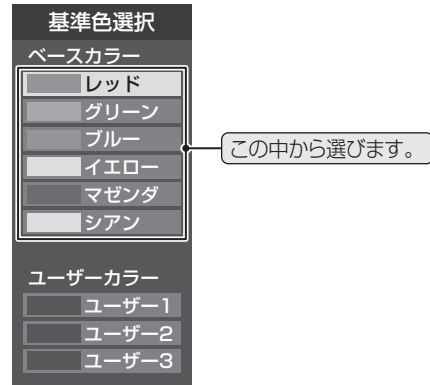 基準色選択
ベースカラー
レッド
グリーン
ブルー
イエロー
マゼンダ
シアン
この中から選びます。
ユーザーカラー
ユーザー1
ユーザー2
ユーザー3